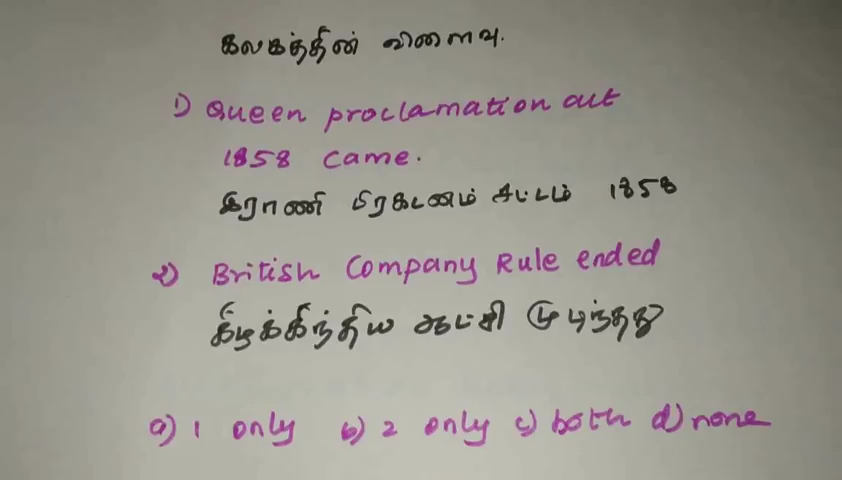 கலகத்தின் விளைவு.
1) Queen proclamation act
1858 came.
இராணி பிரகடனம் சட்டம் 1858
2) British Company Rule ended
கிழக்கிந்திய ஆட்சி முடிந்தது
a) 1 only b) 2 only c) both d) none